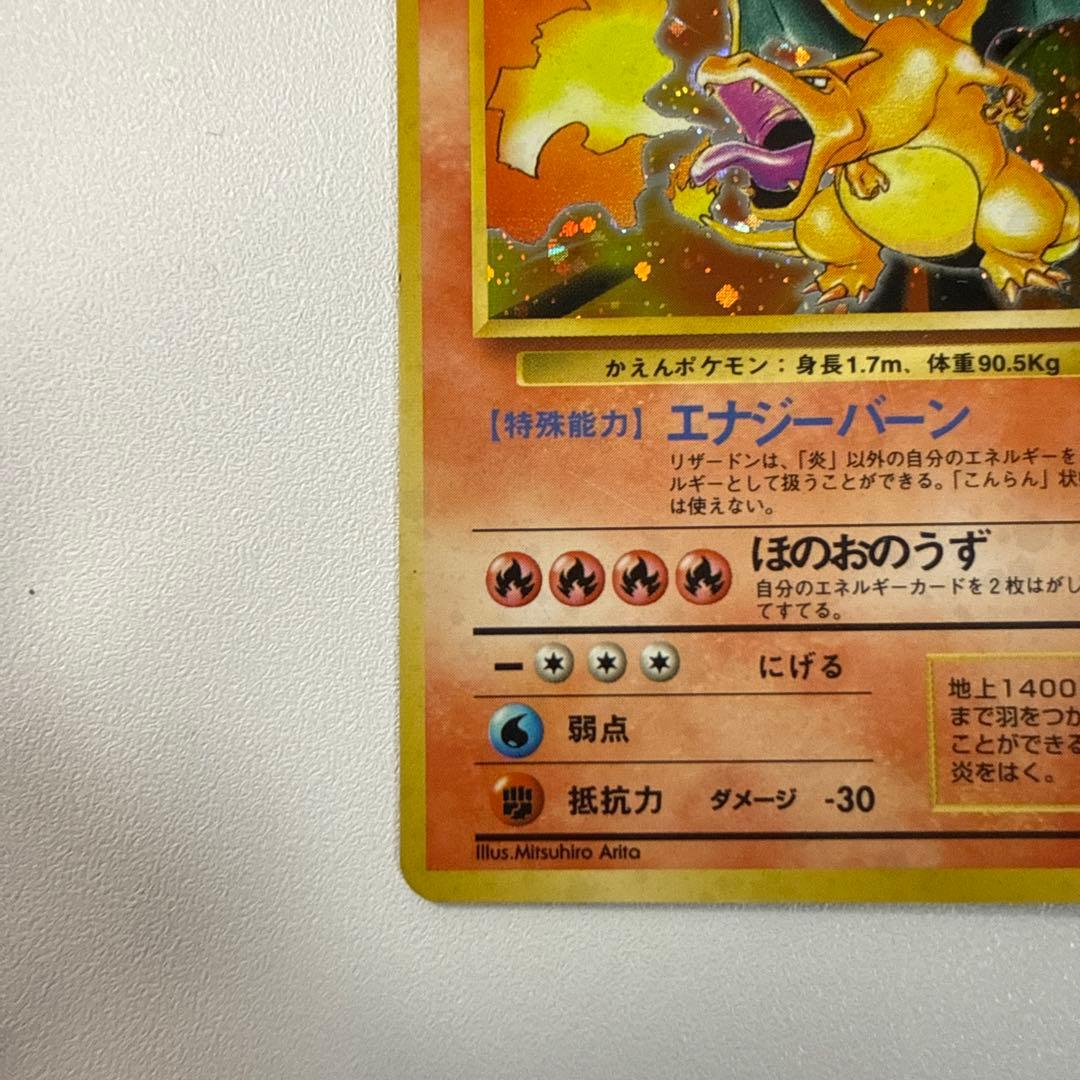 かえんポケモン：身長1.7m、体重90.5Kg
【特殊能力】 エナジーバーン
リザードンは、「炎」以外の自分のエネルギーを
ルギーとして扱うことができる。「こんらん」状
は使えない。
ほのおのうず
自分のエネルギーカードを2枚はがし
てすてる。
ー にげる
弱点
抵抗力 ダメージ -30
地上1400
まで羽をつか
ことができる
炎をはく。
Illus.Mitsuhiro Arita